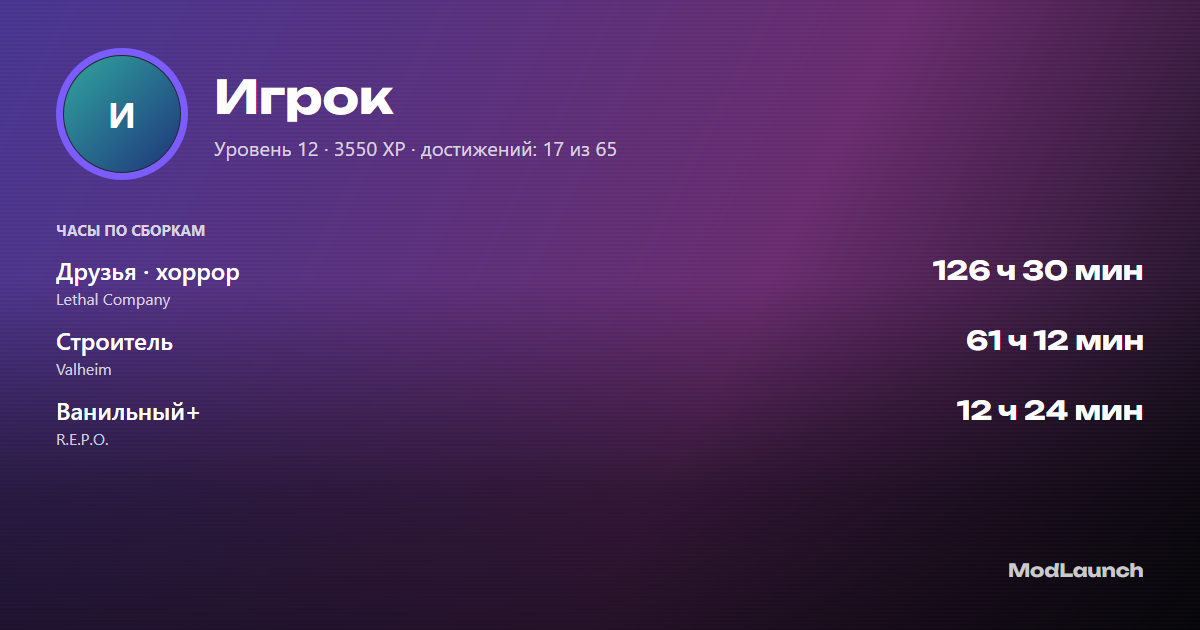 И
Игрок
Уровень 12 · 3550 XP · достижений: 17 из 65
ЧАСЫ ПО СБОРКАМ
Друзья · хоррор
126 ч 30 мин
Lethal Company
Строитель
61 ч 12 мин
Valheim
Ванильный+
12 ч 24 мин
R.E.P.O.
ModLaunch